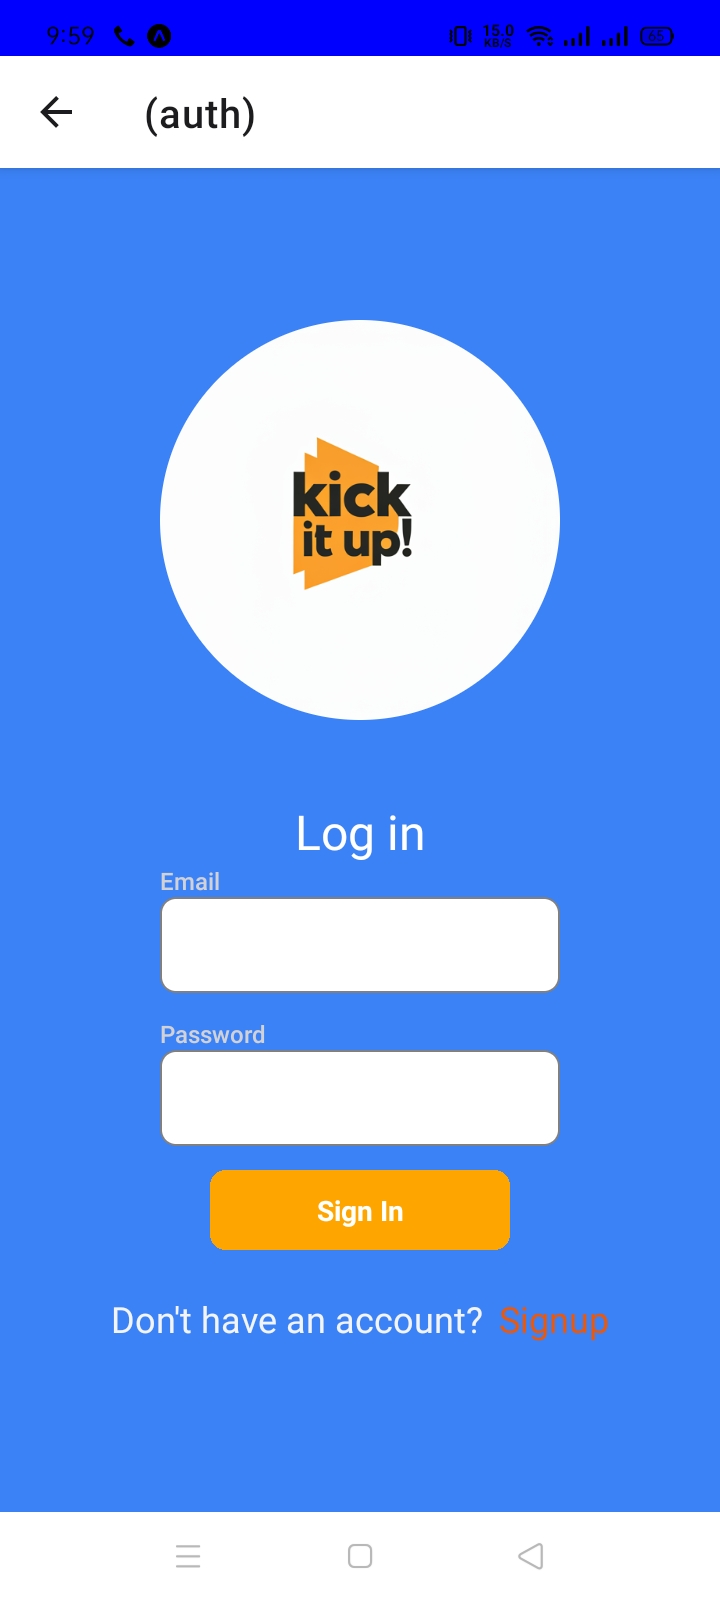 9:59 15.0 KB/S 65
(auth)
kick
it up!
Log in
Email
Password
Sign In
Don't have an account? Signup